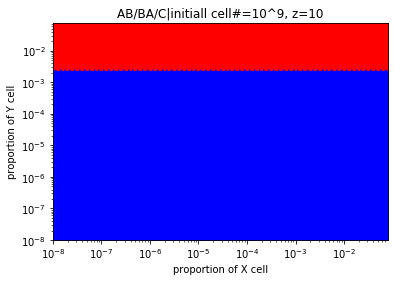 AB/BA/C|initiall cell#=10^9, z=10
proportion of Y cell
10⁻²
10⁻³
10⁻⁴
10⁻⁵
10⁻⁶
10⁻⁷
10⁻⁸
10⁻⁸ 10⁻⁷ 10⁻⁶ 10⁻⁵ 10⁻⁴ 10⁻³ 10⁻²
proportion of X cell